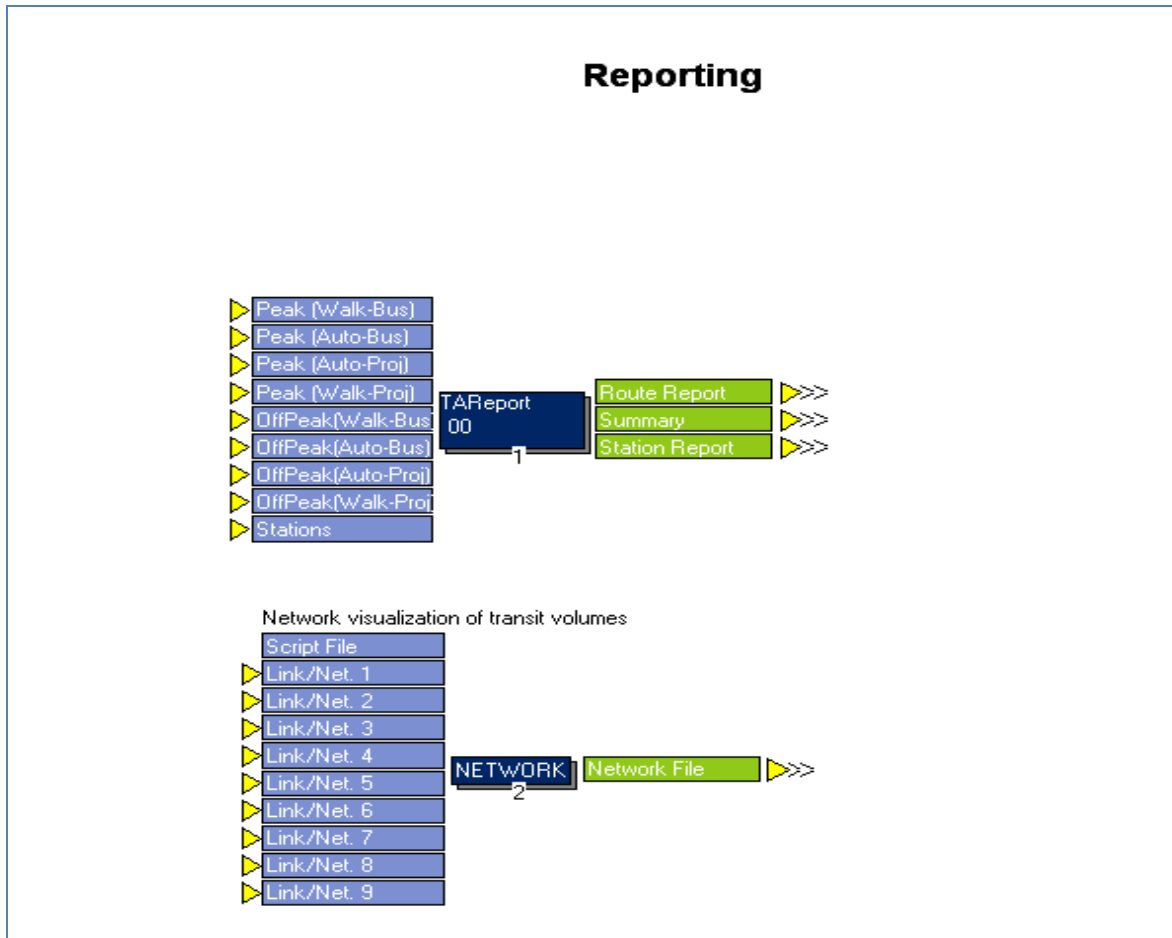 Reporting
Peak (Walk-Bus)
Peak (Auto-Bus)
Peak (Auto-Proj)
Peak (Walk-Proj)
OffPeak(Walk-Bus)
OffPeak(Auto-Bus)
OffPeak(Auto-Proj)
OffPeak(Walk-Proj
Stations
TAReport
00
1
Route Report
Summary
Station Report
Network visualization of transit volumes
Script File
Link/Net. 1
Link/Net. 2
Link/Net. 3
Link/Net. 4
Link/Net. 5
Link/Net. 6
Link/Net. 7
Link/Net. 8
Link/Net. 9
NETWORK
2
Network File